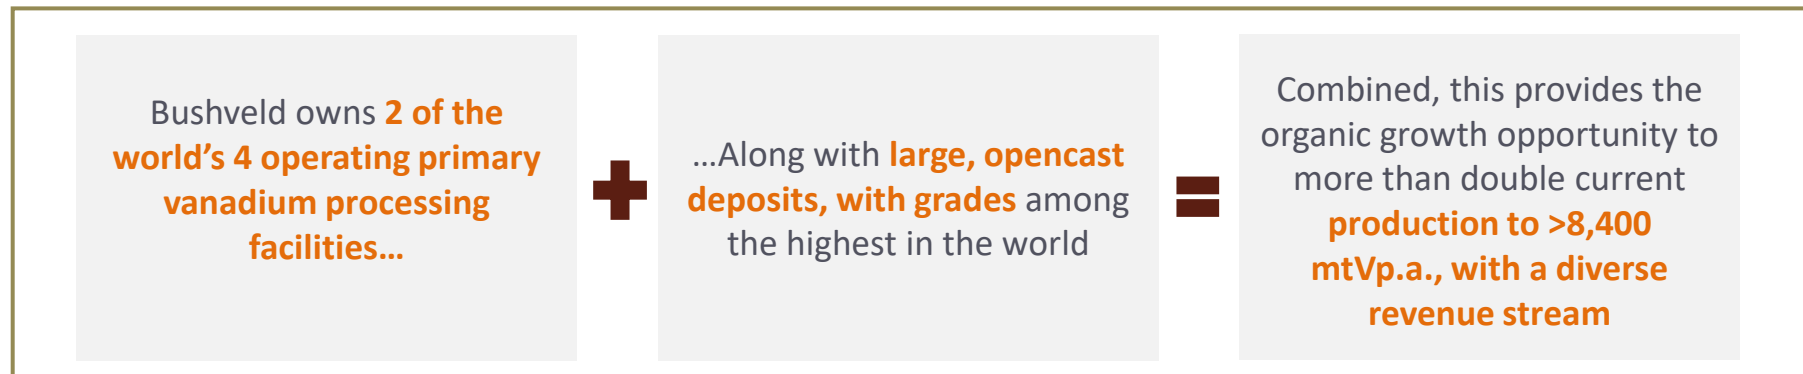 Bushveld owns 2 of the
world's 4 operating primary
vanadium processing
facilities…
…Along with large, opencast
deposits, with grades among
the highest in the world
Combined, this provides the
organic growth opportunity to
more than double current
production to >8,400
mtVp.a., with a diverse
revenue stream